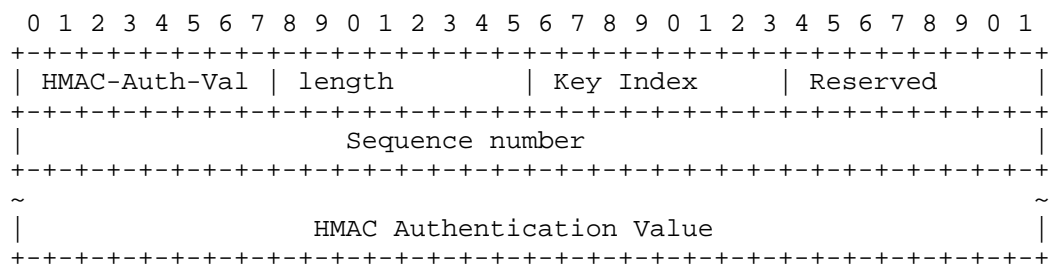 0 1 2 3 4 5 6 7 8 9 0 1 2 3 4 5 6 7 8 9 0 1 2 3 4 5 6 7 8 9 0 1
+-+-+-+-+-+-+-+-+-+-+-+-+-+-+-+-+-+-+-+-+-+-+-+-+-+-+-+-+-+-+-+-+
| HMAC-Auth-Val | length | Key Index | Reserved |
+-+-+-+-+-+-+-+-+-+-+-+-+-+-+-+-+-+-+-+-+-+-+-+-+-+-+-+-+-+-+-+-+
| Sequence number |
+-+-+-+-+-+-+-+-+-+-+-+-+-+-+-+-+-+-+-+-+-+-+-+-+-+-+-+-+-+-+-+-+
~ ~
| HMAC Authentication Value |
+-+-+-+-+-+-+-+-+-+-+-+-+-+-+-+-+-+-+-+-+-+-+-+-+-+-+-+-+-+-+-+-+